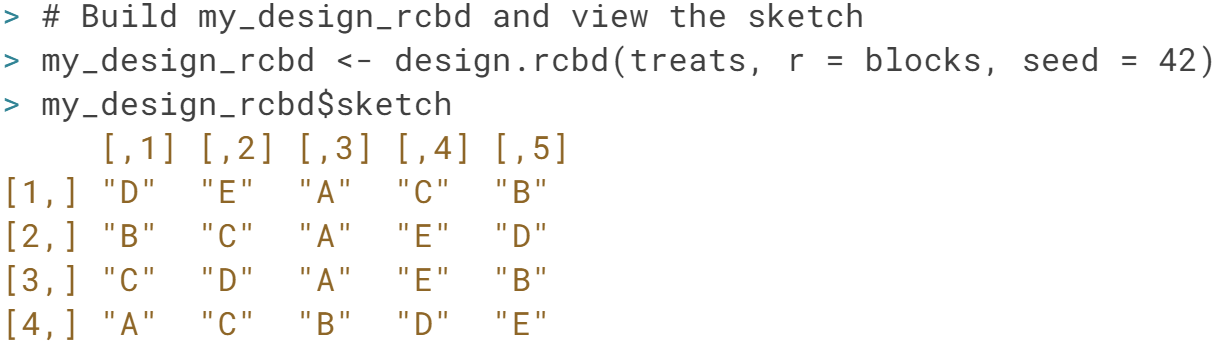 > # Build my_design_rcbd and view the sketch
> my_design_rcbd <- design.rcbd(treats, r = blocks, seed = 42)
> my_design_rcbd$sketch
     [,1] [,2] [,3] [,4] [,5]
[1,] "D"  "E"  "A"  "C"  "B"
[2,] "B"  "C"  "A"  "E"  "D"
[3,] "C"  "D"  "A"  "E"  "B"
[4,] "A"  "C"  "B"  "D"  "E"